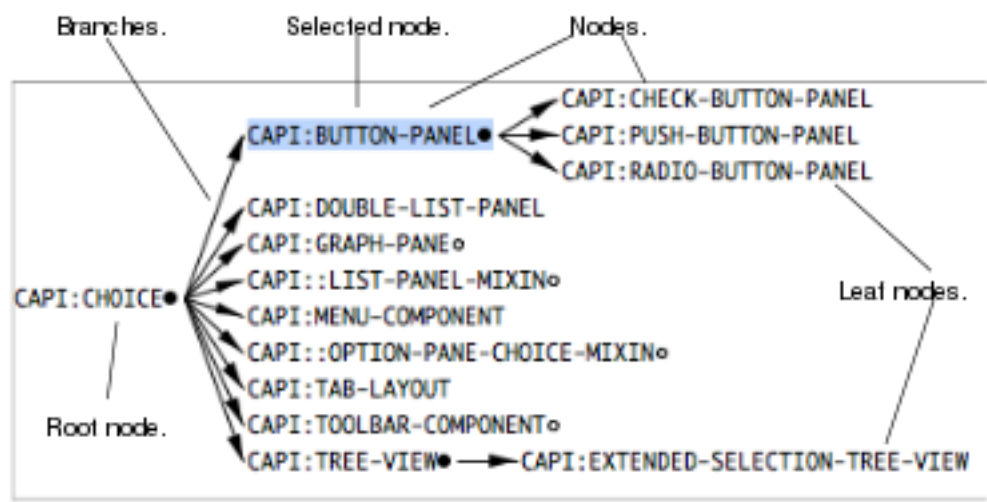 Branches. Selected node. Nodes.
CAPI:CHECK-BUTTON-PANEL
CAPI:BUTTON-PANEL CAPI:PUSH-BUTTON-PANEL
CAPI:RADIO-BUTTON-PANEL
CAPI:DOUBLE-LIST-PANEL
CAPI:GRAPH-PANE
CAPI::LIST-PANEL-MIXIN
CAPI:CHOICE Leaf nodes.
CAPI:MENU-COMPONENT
CAPI::OPTION-PANE-CHOICE-MIXIN
CAPI:TAB-LAYOUT
Root node. CAPI:TOOLBAR-COMPONENT
CAPI:TREE-VIEW CAPI:EXTENDED-SELECTION-TREE-VIEW